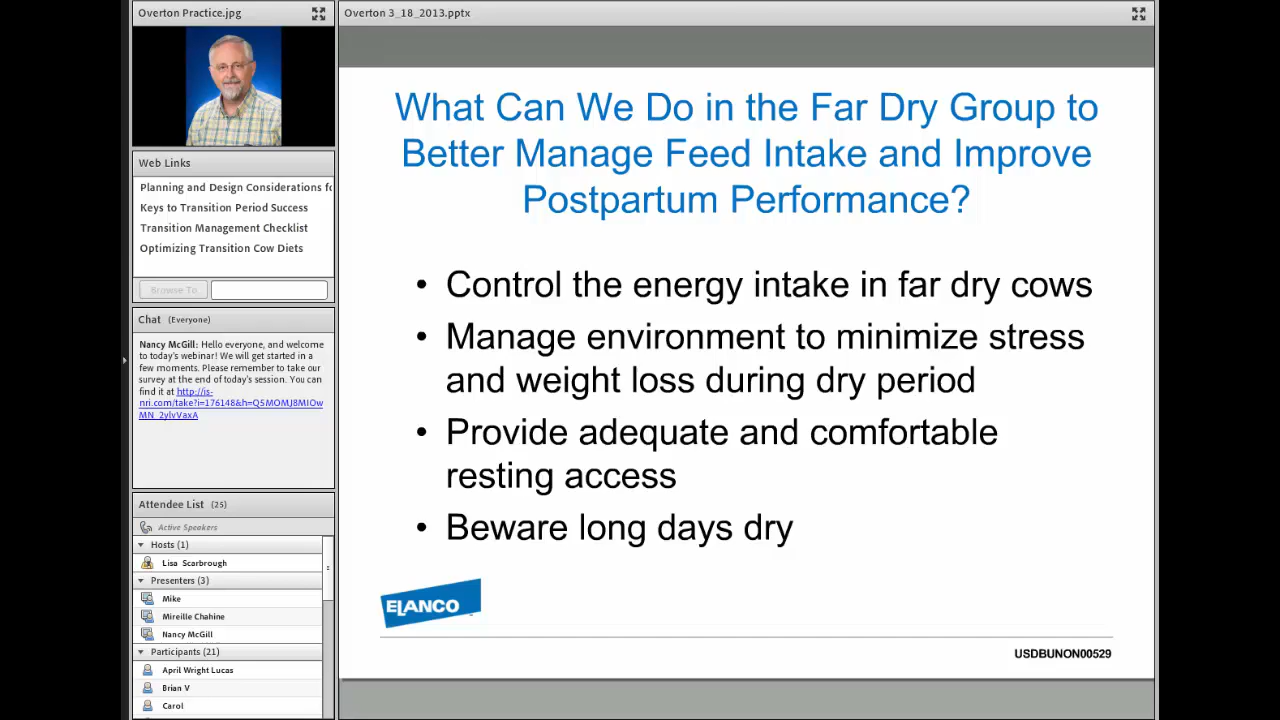 Overton Practice.jpg
Web Links
Planning and Design Considerations fo
Keys to Transition Period Success
Transition Management Checklist
Optimizing Transition Cow Diets
Browse To
Chat (Everyone)
Nancy McGill: Hello everyone, and welcome
to today's webinar! We will get started in a
few moments. Please remember to take our
survey at the end of today's session. You can
find it at http://is-
nri.com/take?i=176148&h=Q5MOMJ8MIOw
MN_2ylvVaxA
Attendee List (25)
Active Speakers
Hosts (1)
Lisa Scarbrough
Presenters (3)
Mike
Mireille Chahine
Nancy McGill
Participants (21)
April Wright Lucas
Brian V
Carol
Overton 3_18_2013.pptx
What Can We Do in the Far Dry Group to
Better Manage Feed Intake and Improve
Postpartum Performance?
• Control the energy intake in far dry cows
• Manage environment to minimize stress
and weight loss during dry period
• Provide adequate and comfortable
resting access
• Beware long days dry
ELANCO
USDBUNON00529